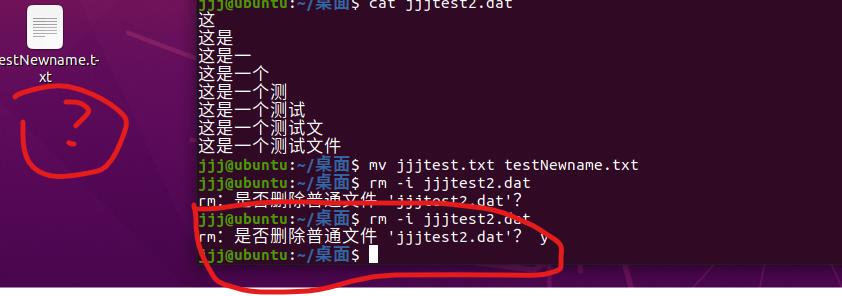 estNewname.t-
xt
?
jjj@ubuntu:~/桌面$ cat jjjtest2.dat
这
这是
这是一
这是一个
这是一个测
这是一个测试
这是一个测试文
这是一个测试文件
jjj@ubuntu:~/桌面$ mv jjjtest.txt testNewname.txt
jjj@ubuntu:~/桌面$ rm -i jjjtest2.dat
rm：是否删除普通文件 'jjjtest2.dat'？
jjj@ubuntu:~/桌面$ rm -i jjjtest2.dat
rm：是否删除普通文件 'jjjtest2.dat'？ y
jjj@ubuntu:~/桌面$